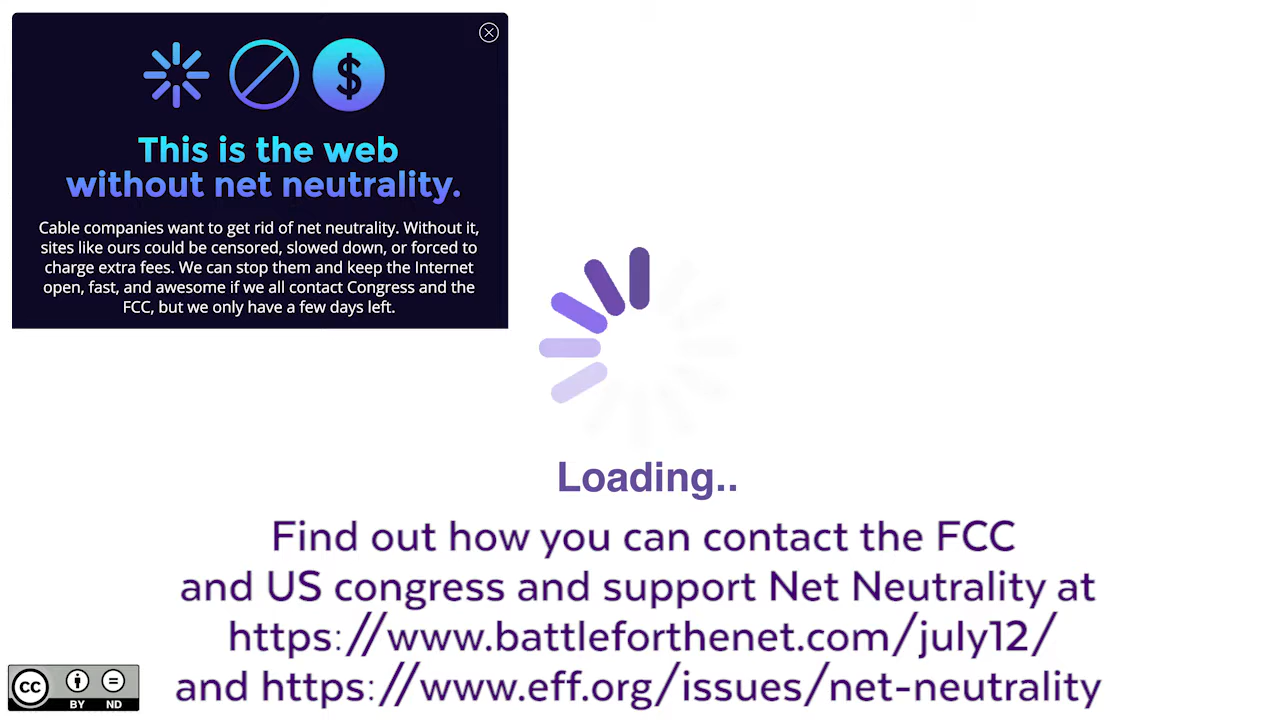 $
This is the web
without net neutrality.
Cable companies want to get rid of net neutrality. Without it,
sites like ours could be censored, slowed down, or forced to
charge extra fees. We can stop them and keep the Internet
open, fast, and awesome if we all contact Congress and the
FCC, but we only have a few days left.
Loading..
Find out how you can contact the FCC
and US congress and support Net Neutrality at
https://www.battleforthenet.com/july12/
and https://www.eff.org/issues/net-neutrality
cc BY ND